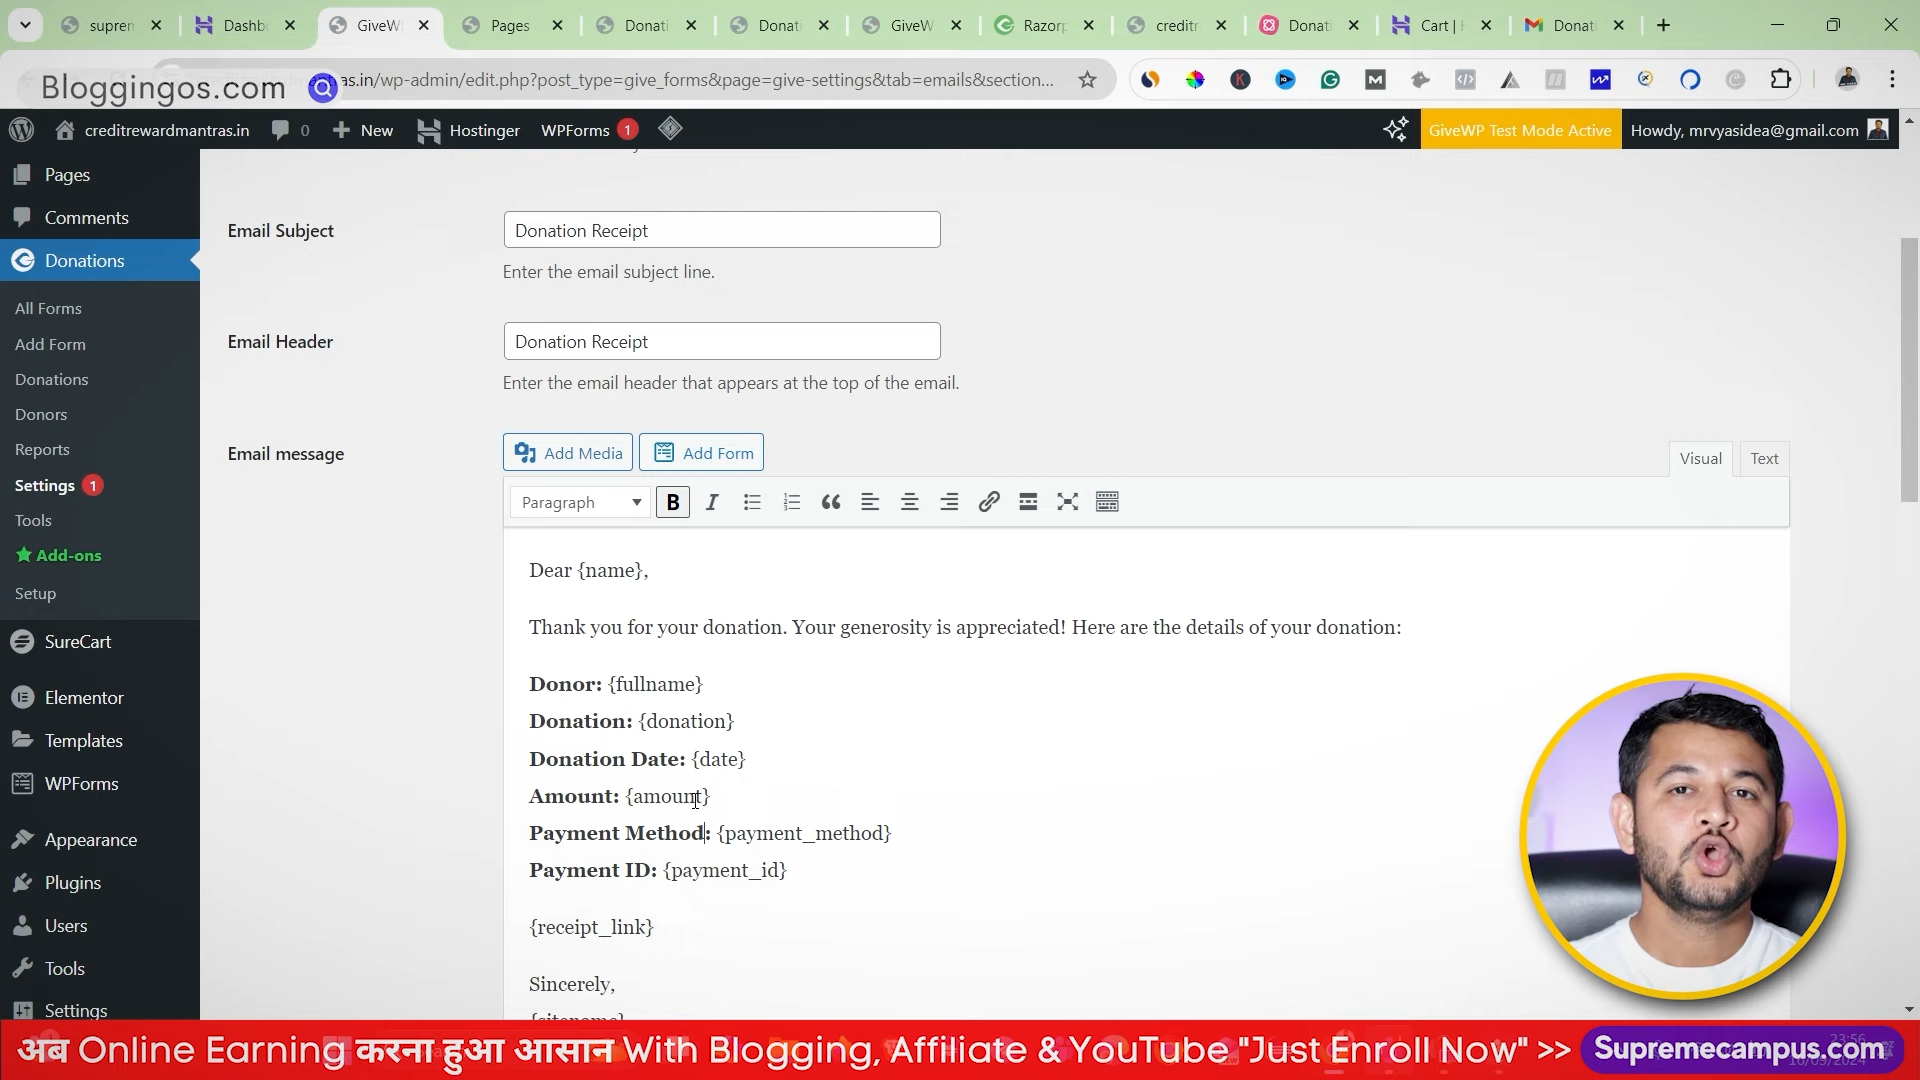 suprem
Dashb
GiveW
Pages
Donati
Donati
GiveW
Razorp
creditr
Donati
Cart | H
Donati
Bloggingos.com
as.in/wp-admin/edit.php?post_type=give_forms&page=give-settings&tab=emails&section...
creditrewardmantras.in
0
New
Hostinger
WPForms 1
GiveWP Test Mode Active
Howdy, mrvyasidea@gmail.com
Pages
Comments
Donations
All Forms
Add Form
Donations
Donors
Reports
Settings 1
Tools
Add-ons
Setup
SureCart
Elementor
Templates
WPForms
Appearance
Plugins
Users
Tools
Settings
Email Subject
Donation Receipt
Enter the email subject line.
Email Header
Donation Receipt
Enter the email header that appears at the top of the email.
Email message
Add Media
Add Form
Visual
Text
Paragraph
B
I
Dear {name},
Thank you for your donation. Your generosity is appreciated! Here are the details of your donation:
Donor: {fullname}
Donation: {donation}
Donation Date: {date}
Amount: {amount}
Payment Method: {payment_method}
Payment ID: {payment_id}
{receipt_link}
Sincerely,
{sitename}
अब Online Earning करना हुआ आसान With Blogging, Affiliate & YouTube "Just Enroll Now" >>
Supremecampus.com